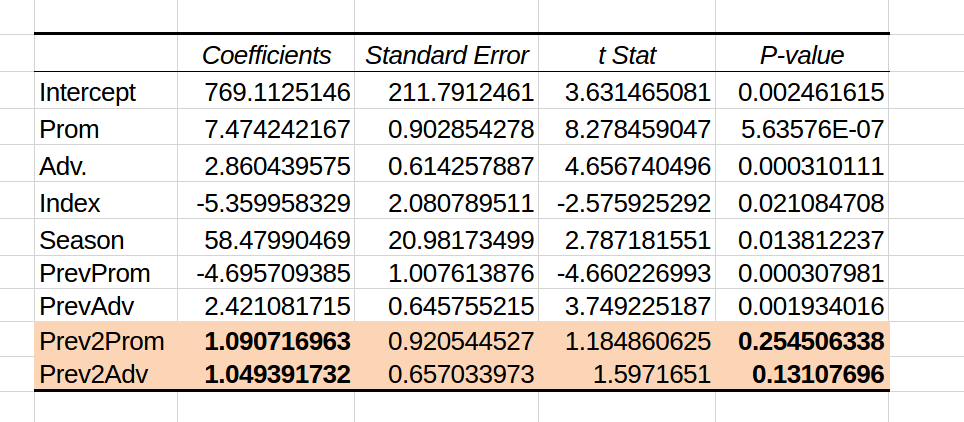 Coefficients Standard Error t Stat P-value
Intercept 769.1125146 211.7912461 3.631465081 0.002461615
Prom 7.474242167 0.902854278 8.278459047 5.63576E-07
Adv. 2.860439575 0.614257887 4.656740496 0.000310111
Index -5.359958329 2.080789511 -2.575925292 0.021084708
Season 58.47990469 20.98173499 2.787181551 0.013812237
PrevProm -4.695709385 1.007613876 -4.660226993 0.000307981
PrevAdv 2.421081715 0.645755215 3.749225187 0.001934016
Prev2Prom 1.090716963 0.920544527 1.184860625 0.254506338
Prev2Adv 1.049391732 0.657033973 1.5971651 0.13107696